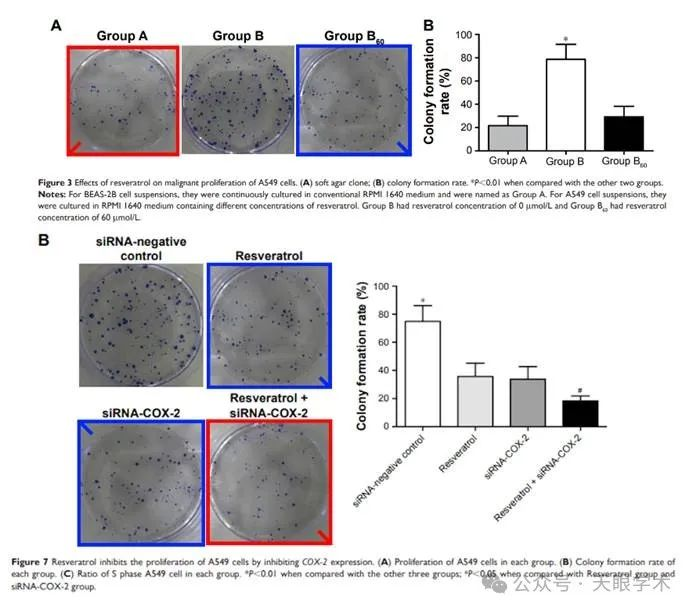 A
Group A Group B Group B60
B
Colony formation
rate (%)
100
80
60
40
20
0
*
Group A Group B Group B60
Figure 3 Effects of resveratrol on malignant proliferation of A549 cells. (A) soft agar clone; (B) colony formation rate. *P<0.01 when compared with the other two groups.
Notes: For BEAS-2B cell suspensions, they were continuously cultured in conventional RPMI 1640 medium and were named as Group A. For A549 cell suspensions, they
were cultured in RPMI 1640 medium containing different concentrations of resveratrol. Group B had resveratrol concentration of 0 μmol/L and Group B60 had resveratrol
concentration of 60 μmol/L.
B
siRNA-negative
control
Resveratrol
siRNA-COX-2
Resveratrol +
siRNA-COX-2
Colony formation rate (%)
100
80
60
40
20
0
*
#
siRNA-negative control
Resveratrol
siRNA-COX-2
Resveratrol + siRNA-COX-2
Figure 7 Resveratrol inhibits the proliferation of A549 cells by inhibiting COX-2 expression. (A) Proliferation of A549 cells in each group. (B) Colony formation rate of
each group. (C) Ratio of S phase A549 cell in each group. *P<0.01 when compared with the other three groups; #P<0.05 when compared with Resveratrol group and
siRNA-COX-2 group.
公众号 · 天眼学术